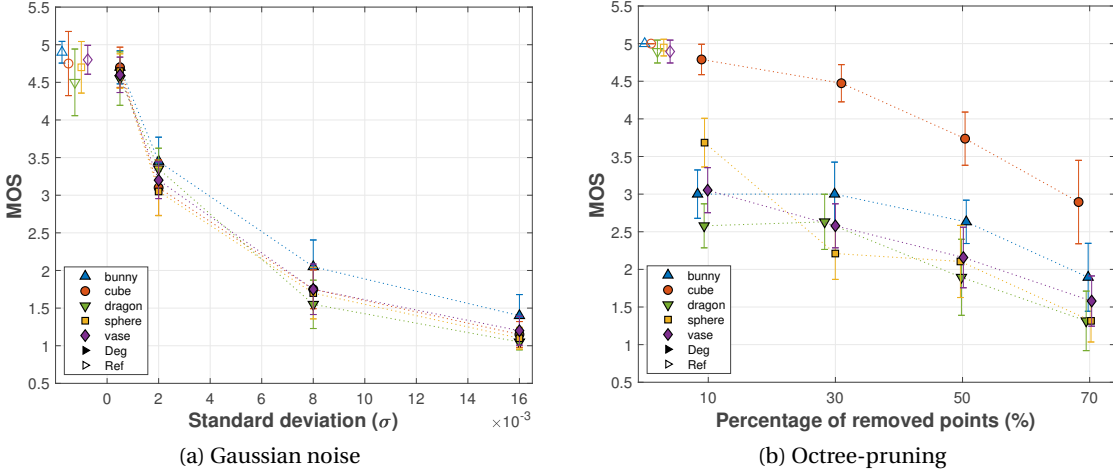 5.5
5
4.5
4
3.5
3
2.5
2
1.5
1
0.5
MOS
bunny
cube
dragon
sphere
vase
Deg
Ref
0 2 4 6 8 10 12 14 16
Standard deviation (σ)
×10⁻³
(a) Gaussian noise
5.5
5
4.5
4
3.5
3
2.5
2
1.5
1
0.5
MOS
bunny
cube
dragon
sphere
vase
Deg
Ref
10 30 50 70
Percentage of removed points (%)
(b) Octree-pruning